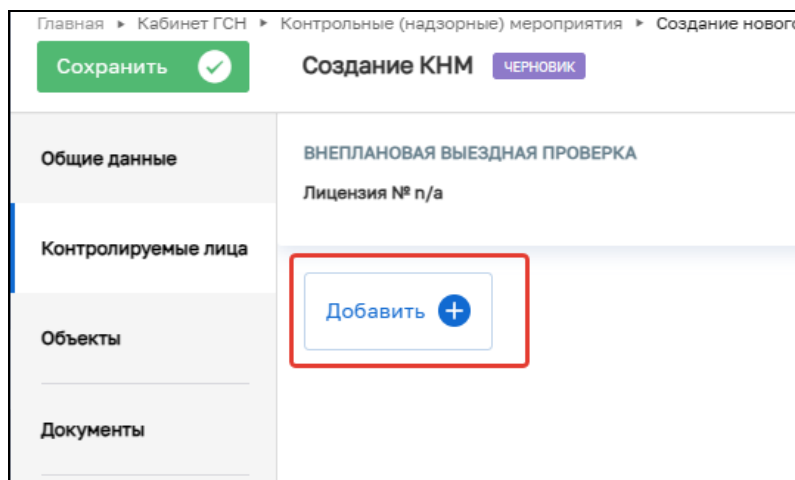 Главная ▸ Кабинет ГСН ▸ Контрольные (надзорные) мероприятия ▸ Создание нового
Сохранить
Создание КНМ ЧЕРНОВИК
Общие данные
ВНЕПЛАНОВАЯ ВЫЕЗДНАЯ ПРОВЕРКА
Лицензия № n/a
Контролируемые лица
Добавить
Объекты
Документы